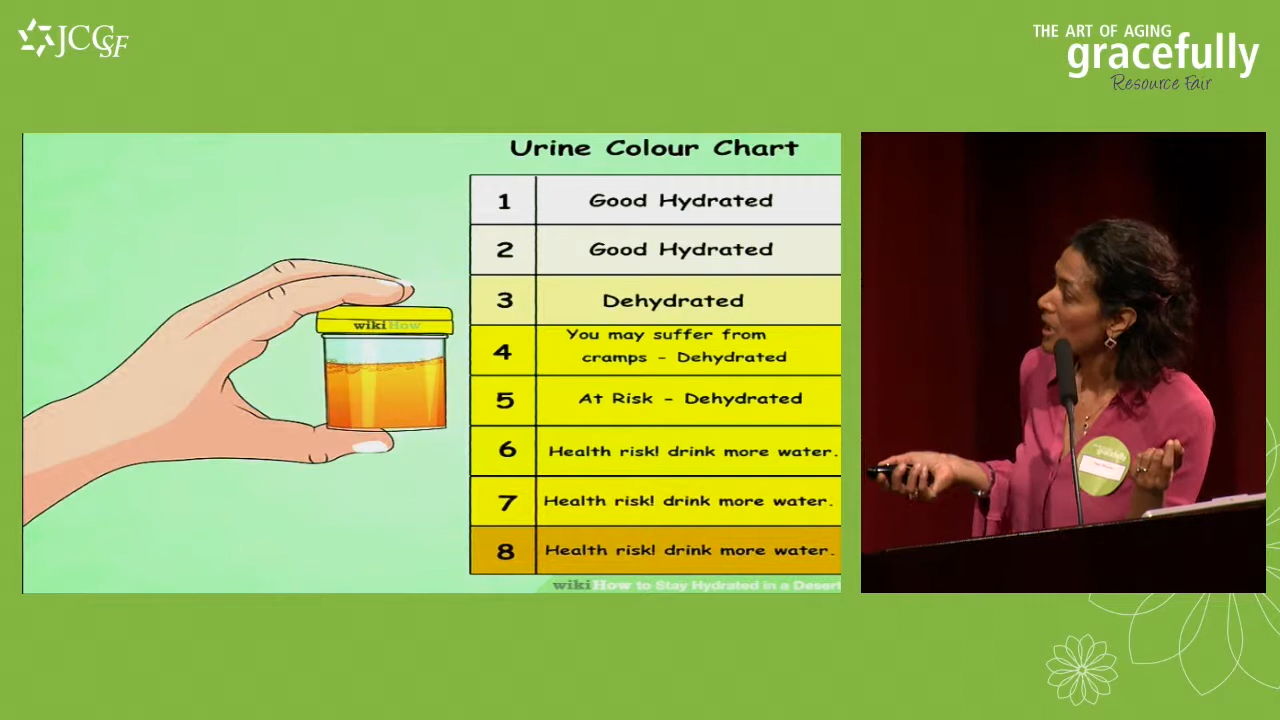 JCCSF
THE ART OF AGING
gracefully
Resource Fair
Urine Colour Chart
1 Good Hydrated
2 Good Hydrated
3 Dehydrated
4 You may suffer from
cramps - Dehydrated
5 At Risk - Dehydrated
6 Health risk! drink more water.
7 Health risk! drink more water.
8 Health risk! drink more water.
wikiHow
wikiHow to Stay Hydrated in a Desert
gracefully